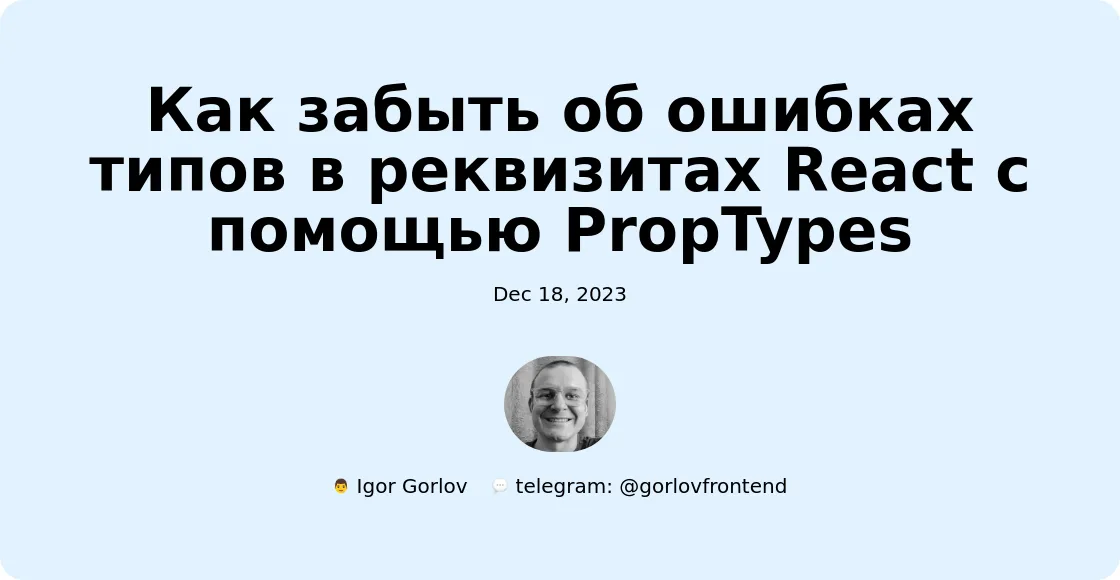 Как забыть об ошибках
типов в реквизитах React с
помощью PropTypes
Dec 18, 2023
👨 Igor Gorlov 💬 telegram: @gorlovfrontend